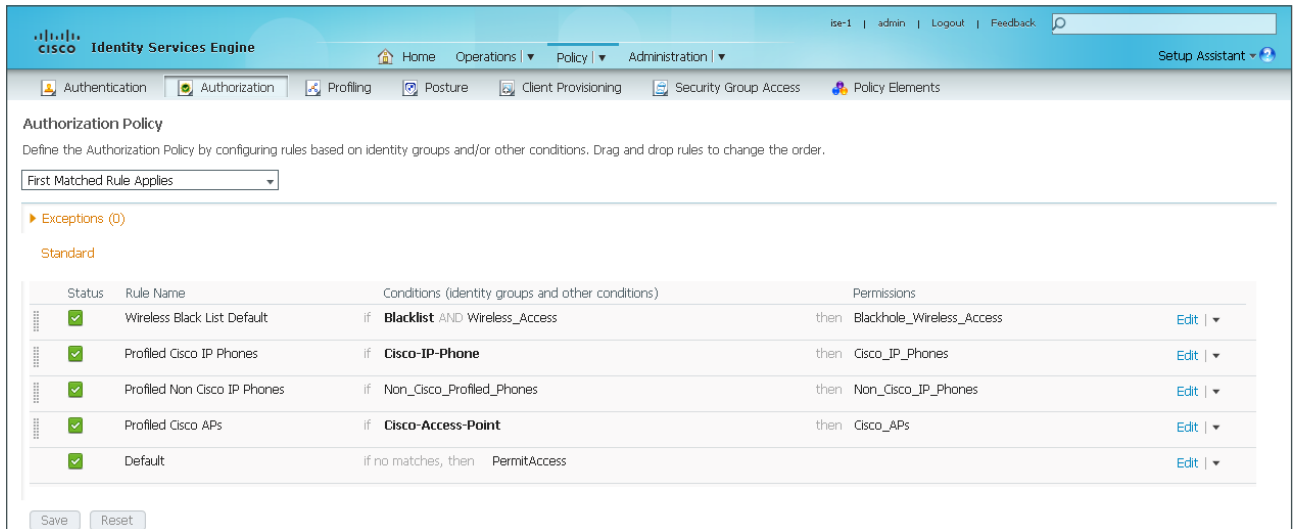 ise-1 | admin | Logout | Feedback
CISCO Identity Services Engine
Home Operations | Policy | Administration | Setup Assistant
Authentication Authorization Profiling Posture Client Provisioning Security Group Access Policy Elements
Authorization Policy
Define the Authorization Policy by configuring rules based on identity groups and/or other conditions. Drag and drop rules to change the order.
First Matched Rule Applies
Exceptions (0)
Standard
Status Rule Name Conditions (identity groups and other conditions) Permissions
Wireless Black List Default if Blacklist AND Wireless_Access then Blackhole_Wireless_Access Edit |
Profiled Cisco IP Phones if Cisco-IP-Phone then Cisco_IP_Phones Edit |
Profiled Non Cisco IP Phones if Non_Cisco_Profiled_Phones then Non_Cisco_IP_Phones Edit |
Profiled Cisco APs if Cisco-Access-Point then Cisco_APs Edit |
Default if no matches, then PermitAccess Edit |
Save Reset